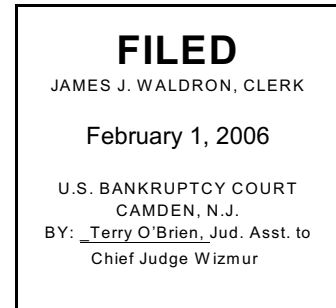 FILED
JAMES J. WALDRON, CLERK
February 1, 2006
U.S. BANKRUPTCY COURT
CAMDEN, N.J.
BY: _Terry O'Brien, Jud. Asst. to
Chief Judge Wizmur